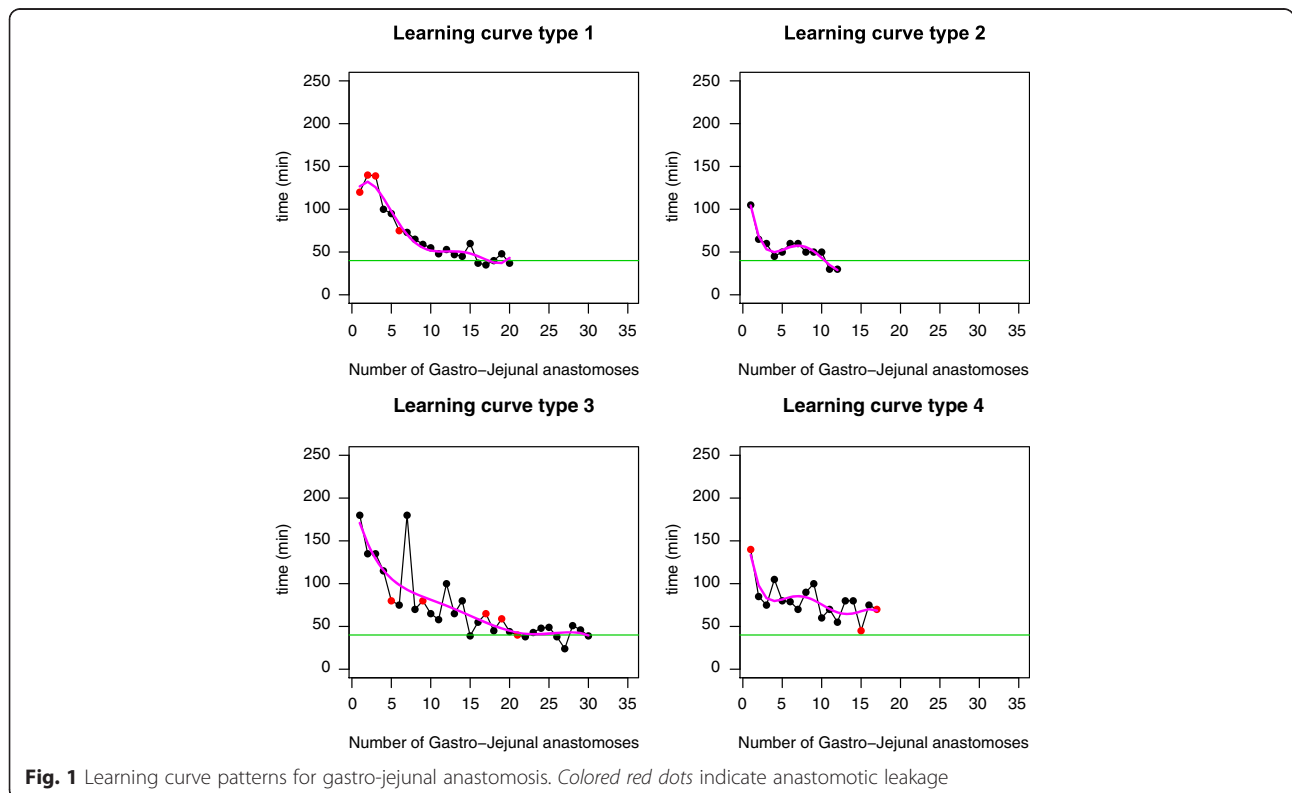 Learning curve type 1
250
200
150
100
50
0
time (min)
0 5 10 15 20 25 30 35
Number of Gastro–Jejunal anastomoses
Learning curve type 2
250
200
150
100
50
0
time (min)
0 5 10 15 20 25 30 35
Number of Gastro–Jejunal anastomoses
Learning curve type 3
250
200
150
100
50
0
time (min)
0 5 10 15 20 25 30 35
Number of Gastro–Jejunal anastomoses
Learning curve type 4
250
200
150
100
50
0
time (min)
0 5 10 15 20 25 30 35
Number of Gastro–Jejunal anastomoses
Fig. 1 Learning curve patterns for gastro-jejunal anastomosis. Colored red dots indicate anastomotic leakage